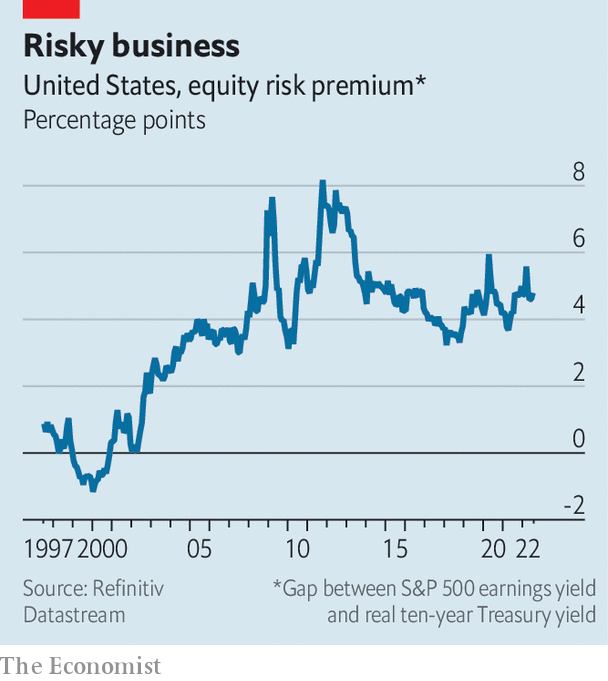 Risky business
United States, equity risk premium*
Percentage points
8
6
4
2
0
-2
1997 2000 05 10 15 20 22
Source: Refinitiv
Datastream
*Gap between S&P 500 earnings yield
and real ten-year Treasury yield
The Economist